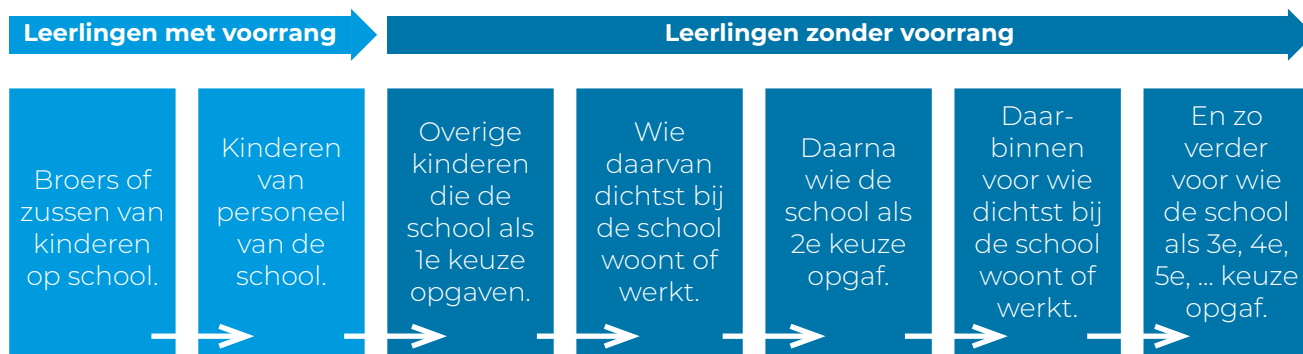 Leerlingen met voorrang
Leerlingen zonder voorrang
Broers of
zussen van
kinderen
op school.
Kinderen
van
personeel
van de
school.
Overige
kinderen
die de
school als
1e keuze
opgaven.
Wie
daarvan
dichtst bij
de school
woont of
werkt.
Daarna
wie de
school als
2e keuze
opgaf.
Daar-
binnen
voor wie
dichtst bij
de school
woont of
werkt.
En zo
verder
voor wie
de school
als 3e, 4e,
5e, ... keuze
opgaf.